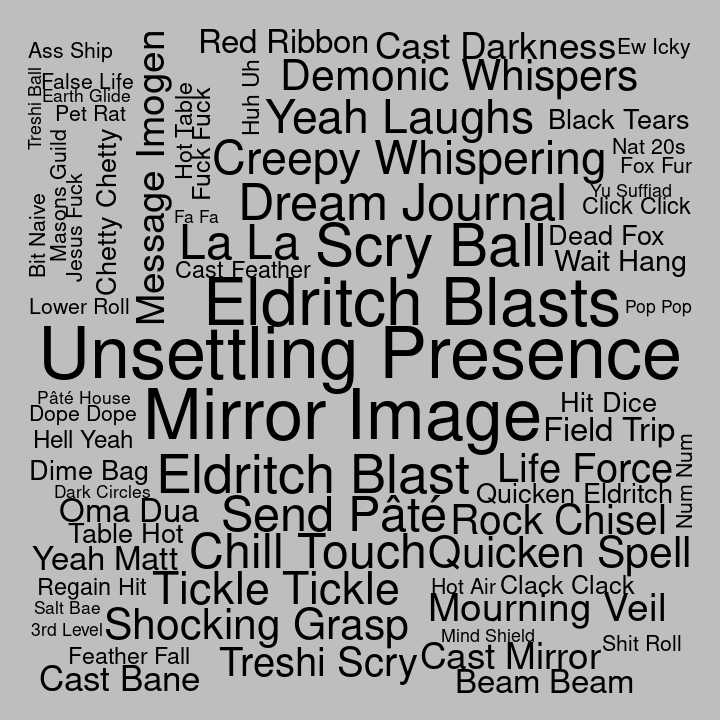 Ass Ship
Red Ribbon
Cast Darkness
Ew Icky
Treshi Ball
False Life
Earth Glide
Pet Rat
Message Imogen
Hot Table
Fuck Fuck
Huh Uh
Demonic Whispers
Yeah Laughs
Black Tears
Creepy Whispering
Nat 20s
Fox Fur
Bit Naive
Masons Guild
Jesus Fuck
Chetty Chetty
Fa Fa
Dream Journal
Yu Suffiad
Click Click
La La
Scry Ball
Dead Fox
Wait Hang
Cast Feather
Lower Roll
Eldritch Blasts
Pop Pop
Unsettling Presence
Pâté House
Dope Dope
Hell Yeah
Mirror Image
Hit Dice
Field Trip
Dime Bag
Eldritch Blast
Life Force
Num Num
Dark Circles
Quicken Eldritch
Oma Dua
Send Pâté
Rock Chisel
Table Hot
Yeah Matt
Chill Touch
Quicken Spell
Regain Hit
Tickle Tickle
Hot Air
Clack Clack
Salt Bae
Mourning Veil
3rd Level
Shocking Grasp
Mind Shield
Shit Roll
Feather Fall
Treshi Scry
Cast Mirror
Cast Bane
Beam Beam